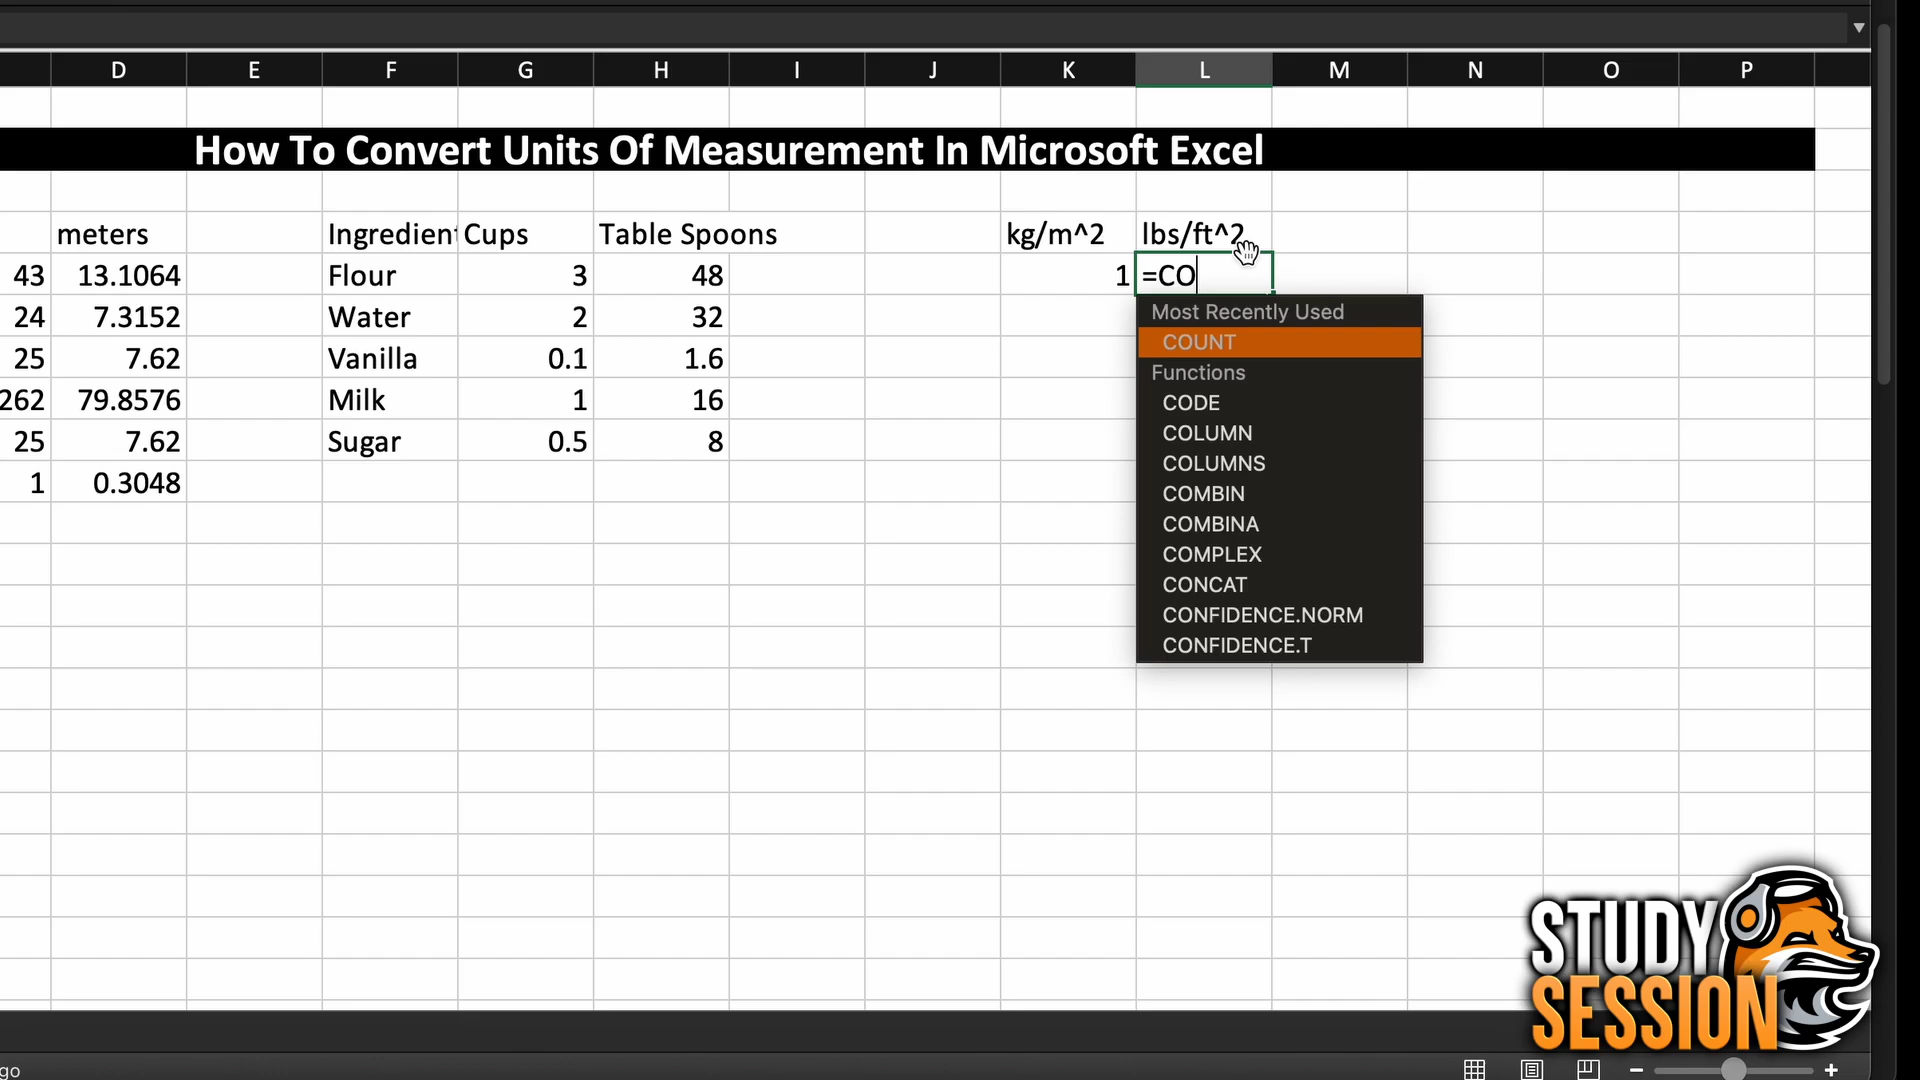 D E F G H I J K L M N O P
How To Convert Units Of Measurement In Microsoft Excel
meters Ingredient Cups Table Spoons kg/m^2 lbs/ft^2
43 13.1064 Flour 3 48 1 =CO
24 7.3152 Water 2 32
25 7.62 Vanilla 0.1 1.6
262 79.8576 Milk 1 16
25 7.62 Sugar 0.5 8
1 0.3048
Most Recently Used
COUNT
Functions
CODE
COLUMN
COLUMNS
COMBIN
COMBINA
COMPLEX
CONCAT
CONFIDENCE.NORM
CONFIDENCE.T
STUDY
SESSION
go